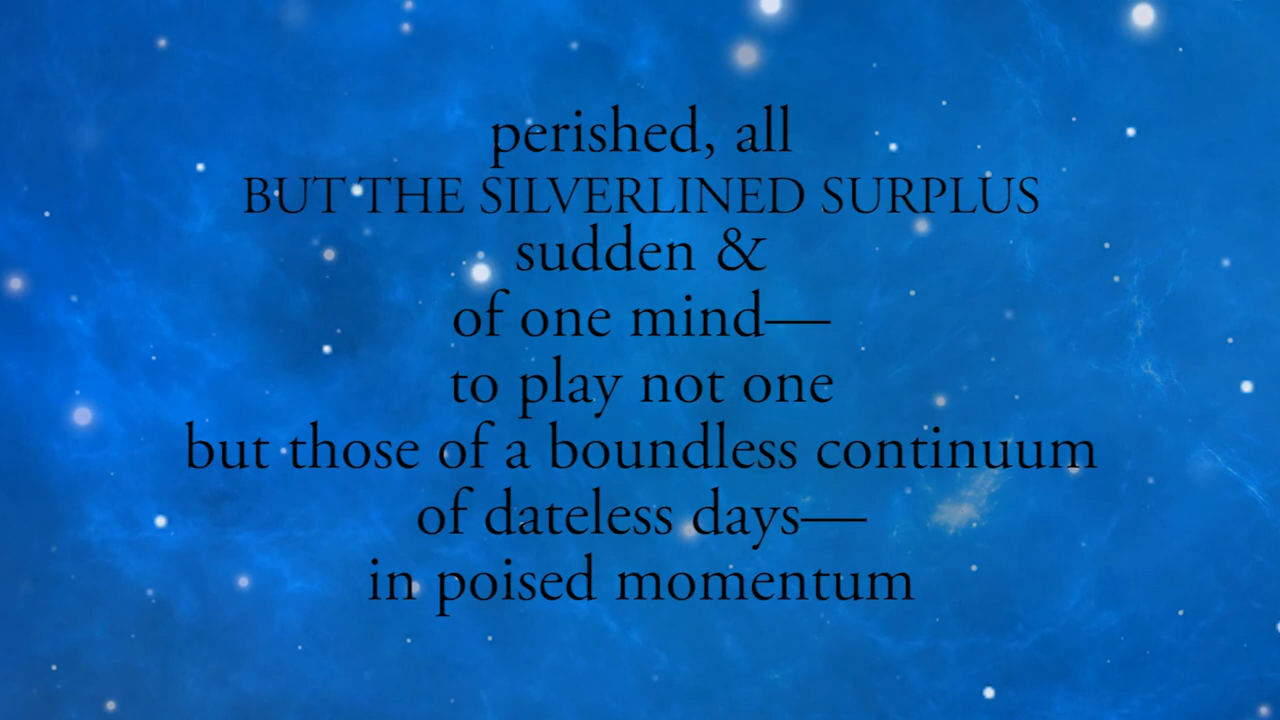 perished, all
BUT THE SILVERLINED SURPLUS
sudden &
of one mind—
to play not one
but those of a boundless continuum
of dateless days—
in poised momentum